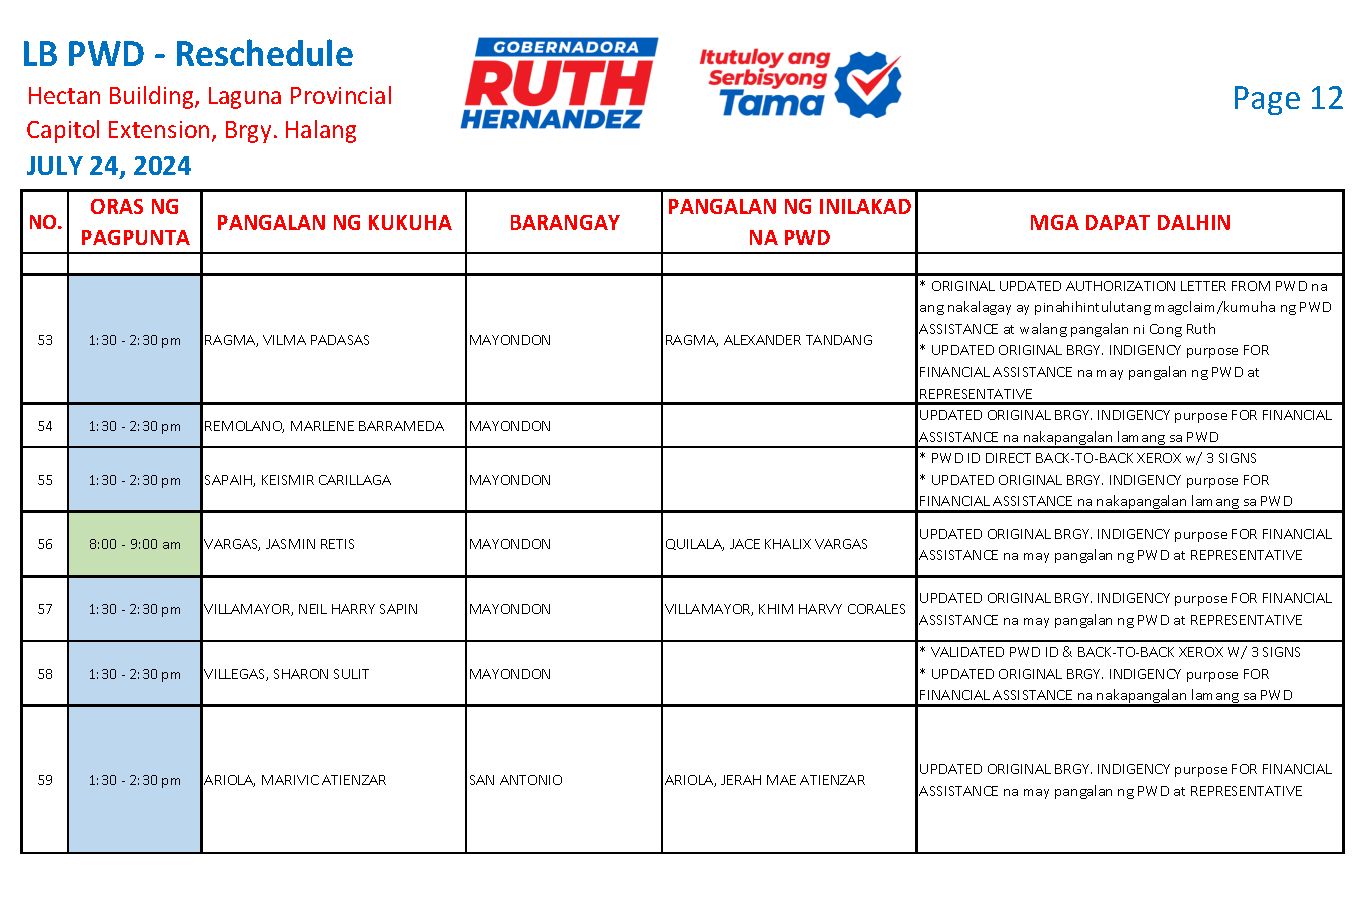 LB PWD - Reschedule
Hectan Building, Laguna Provincial
Capitol Extension, Brgy. Halang
JULY 24, 2024
GOBERNADORA
RUTH
HERNANDEZ
Itutuloy ang
Serbisyong
Tama
Page 12
NO.
ORAS NG
PAGPUNTA
PANGALAN NG KUKUHA
BARANGAY
PANGALAN NG INILAKAD
NA PWD
MGA DAPAT DALHIN
53
1:30 - 2:30 pm
RAGMA, VILMA PADASAS
MAYONDON
RAGMA, ALEXANDER TANDANG
* ORIGINAL UPDATED AUTHORIZATION LETTER FROM PWD na
ang nakalagay ay pinahihintulutang magclaim/kumuha ng PWD
ASSISTANCE at walang pangalan ni Cong Ruth
* UPDATED ORIGINAL BRGY. INDIGENCY purpose FOR
FINANCIAL ASSISTANCE na may pangalan ng PWD at
REPRESENTATIVE
54
1:30 - 2:30 pm
REMOLANO, MARLENE BARRAMEDA
MAYONDON
UPDATED ORIGINAL BRGY. INDIGENCY purpose FOR FINANCIAL
ASSISTANCE na nakapangalan lamang sa PWD
55
1:30 - 2:30 pm
SAPAIH, KEISMIR CARILLAGA
MAYONDON
* PWD ID DIRECT BACK-TO-BACK XEROX w/ 3 SIGNS
* UPDATED ORIGINAL BRGY. INDIGENCY purpose FOR
FINANCIAL ASSISTANCE na nakapangalan lamang sa PWD
56
8:00 - 9:00 am
VARGAS, JASMIN RETIS
MAYONDON
QUILALA, JACE KHALIX VARGAS
UPDATED ORIGINAL BRGY. INDIGENCY purpose FOR FINANCIAL
ASSISTANCE na may pangalan ng PWD at REPRESENTATIVE
57
1:30 - 2:30 pm
VILLAMAYOR, NEIL HARRY SAPIN
MAYONDON
VILLAMAYOR, KHIM HARVY CORALES
UPDATED ORIGINAL BRGY. INDIGENCY purpose FOR FINANCIAL
ASSISTANCE na may pangalan ng PWD at REPRESENTATIVE
58
1:30 - 2:30 pm
VILLEGAS, SHARON SULIT
MAYONDON
* VALIDATED PWD ID & BACK-TO-BACK XEROX W/ 3 SIGNS
* UPDATED ORIGINAL BRGY. INDIGENCY purpose FOR
FINANCIAL ASSISTANCE na nakapangalan lamang sa PWD
59
1:30 - 2:30 pm
ARIOLA, MARIVIC ATIENZAR
SAN ANTONIO
ARIOLA, JERAH MAE ATIENZAR
UPDATED ORIGINAL BRGY. INDIGENCY purpose FOR FINANCIAL
ASSISTANCE na may pangalan ng PWD at REPRESENTATIVE